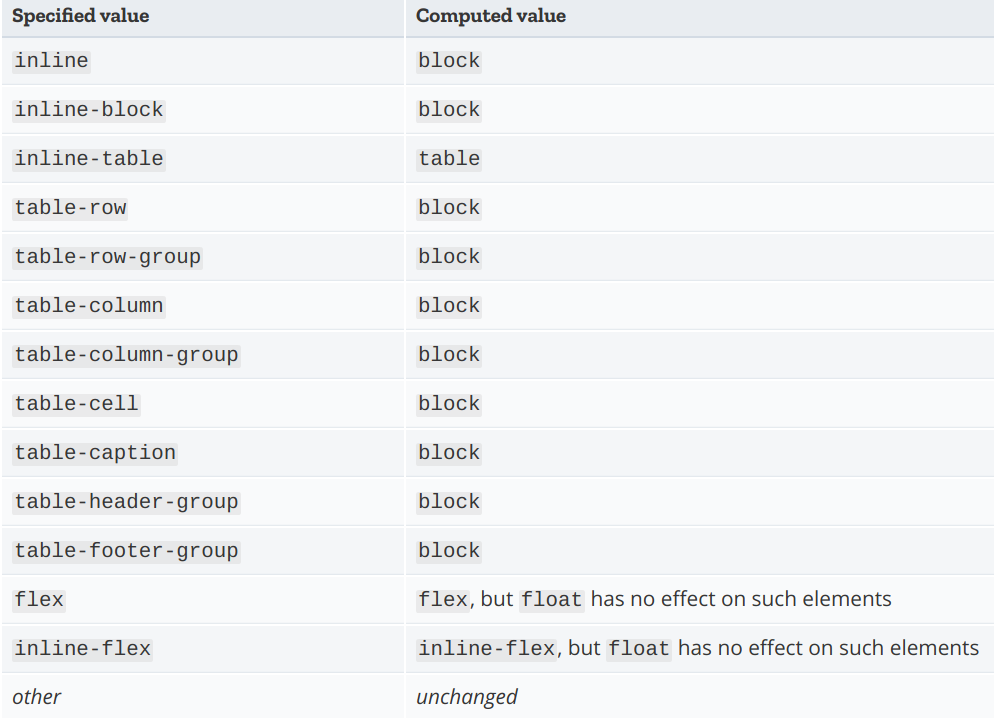 Specified value Computed value
inline block
inline-block block
inline-table table
table-row block
table-row-group block
table-column block
table-column-group block
table-cell block
table-caption block
table-header-group block
table-footer-group block
flex flex, but float has no effect on such elements
inline-flex inline-flex, but float has no effect on such elements
other unchanged